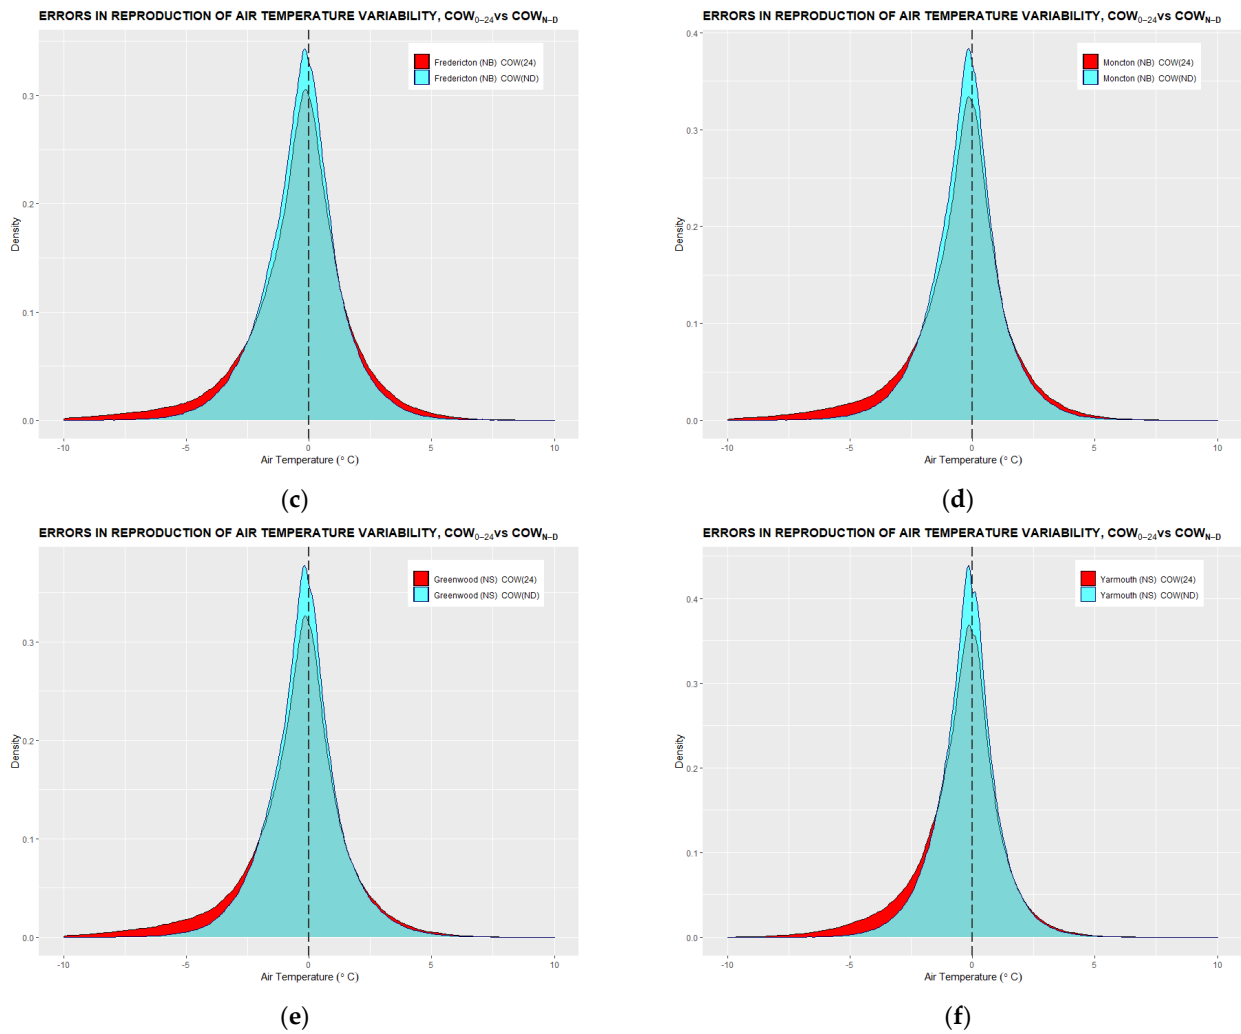 ERRORS IN REPRODUCTION OF AIR TEMPERATURE VARIABILITY, COW0–24vs COWN–D
Fredericton (NB) COW(24)
Fredericton (NB) COW(ND)
Density
0.3
0.2
0.1
0.0
-10 -5 0 5 10
Air Temperature (° C)
(c)
ERRORS IN REPRODUCTION OF AIR TEMPERATURE VARIABILITY, COW0–24vs COWN–D
Moncton (NB) COW(24)
Moncton (NB) COW(ND)
Density
0.4
0.3
0.2
0.1
0.0
-10 -5 0 5 10
Air Temperature (° C)
(d)
ERRORS IN REPRODUCTION OF AIR TEMPERATURE VARIABILITY, COW0–24vs COWN–D
Greenwood (NS) COW(24)
Greenwood (NS) COW(ND)
Density
0.3
0.2
0.1
0.0
-10 -5 0 5 10
Air Temperature (° C)
(e)
ERRORS IN REPRODUCTION OF AIR TEMPERATURE VARIABILITY, COW0–24vs COWN–D
Yarmouth (NS) COW(24)
Yarmouth (NS) COW(ND)
Density
0.4
0.3
0.2
0.1
0.0
-10 -5 0 5 10
Air Temperature (° C)
(f)